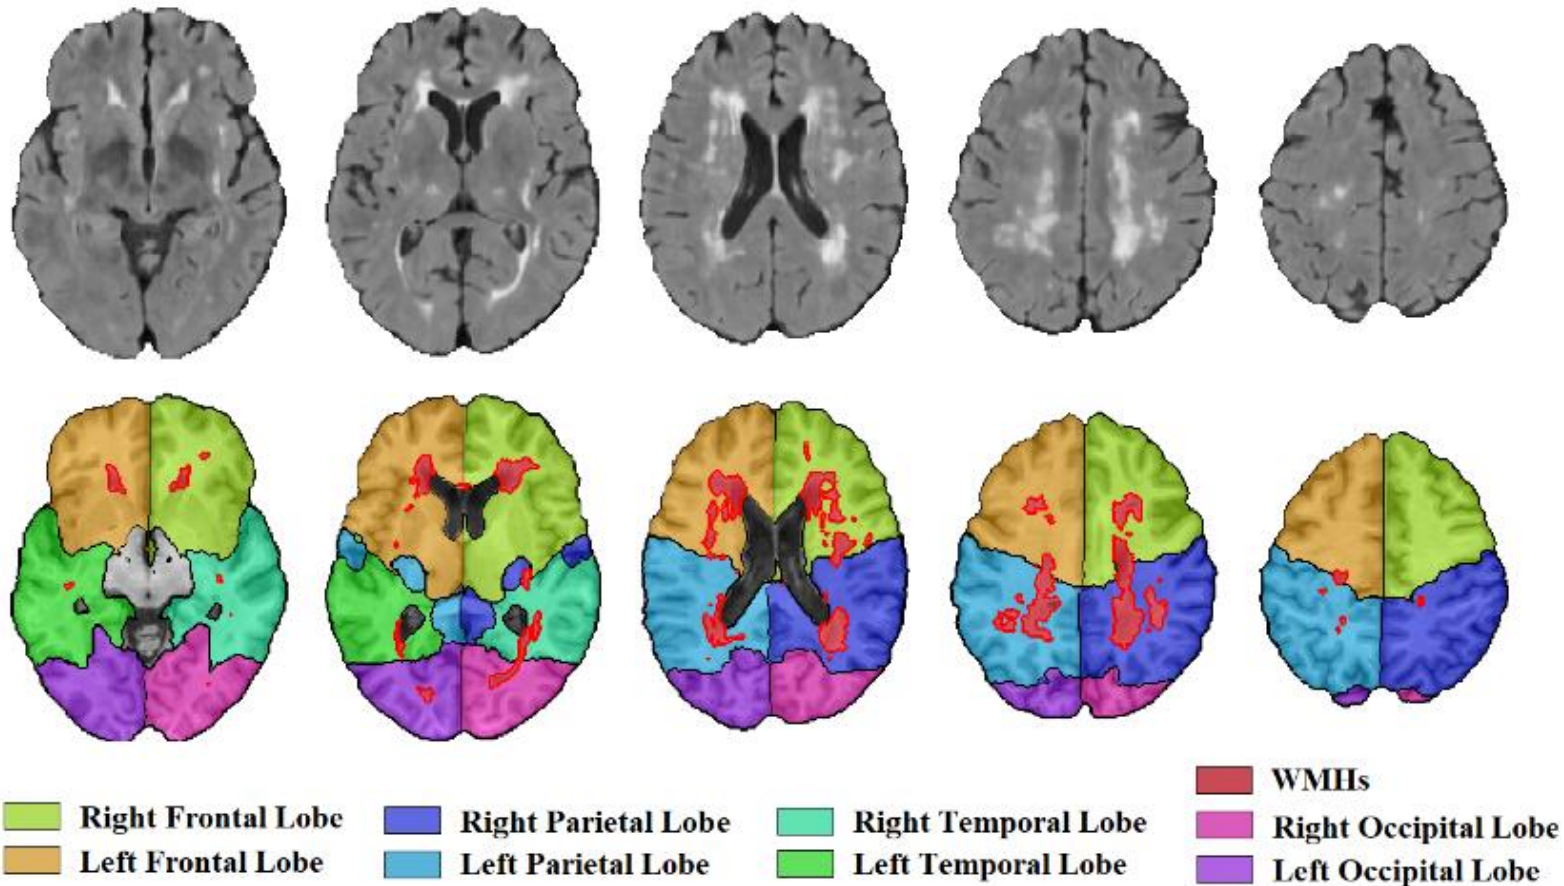 WMHs
Right Frontal Lobe
Right Parietal Lobe
Right Temporal Lobe
Right Occipital Lobe
Left Frontal Lobe
Left Parietal Lobe
Left Temporal Lobe
Left Occipital Lobe